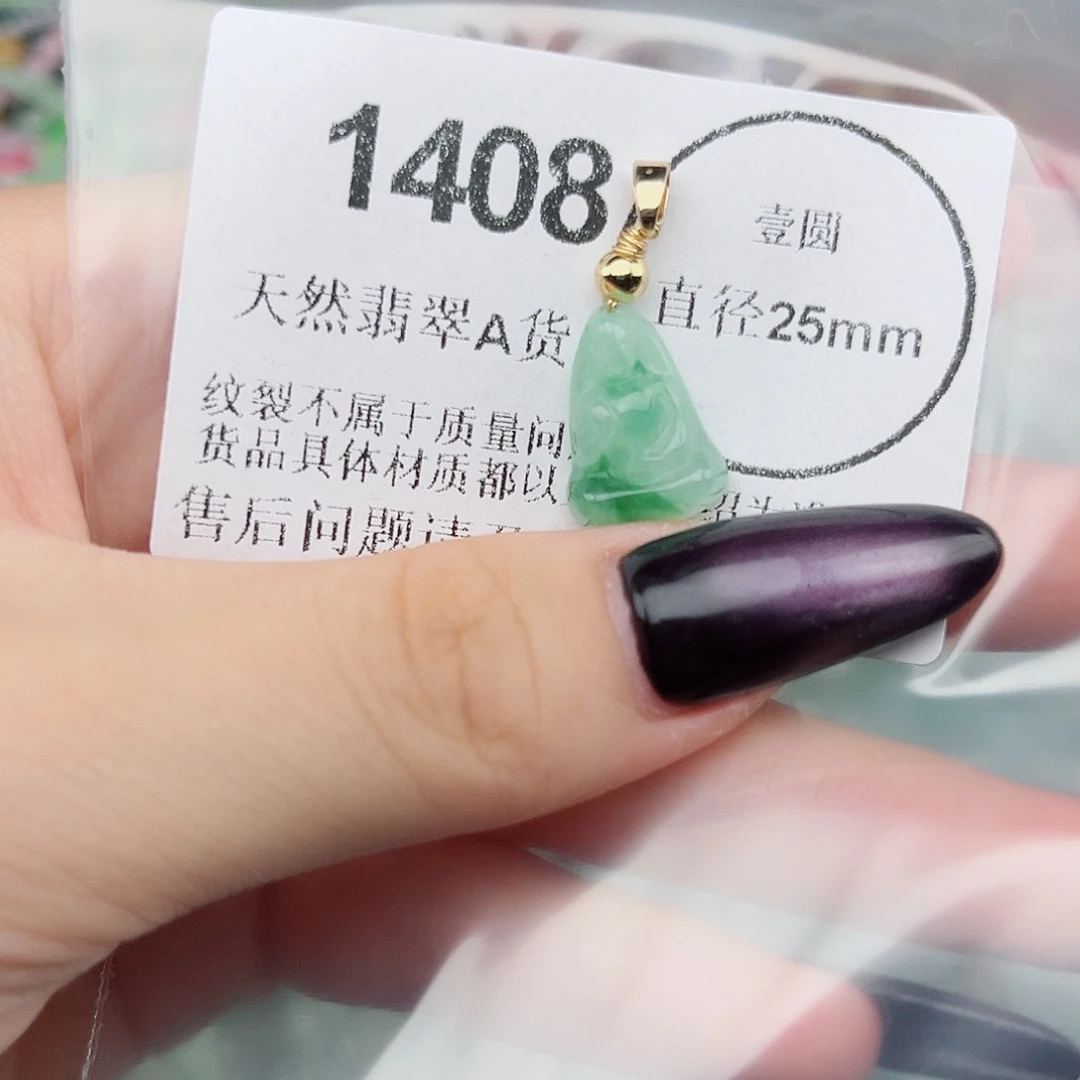 1408
壹圆
天然翡翠A货
直径25mm
纹裂不属于质量问
货品具体材质都以
售后问题请